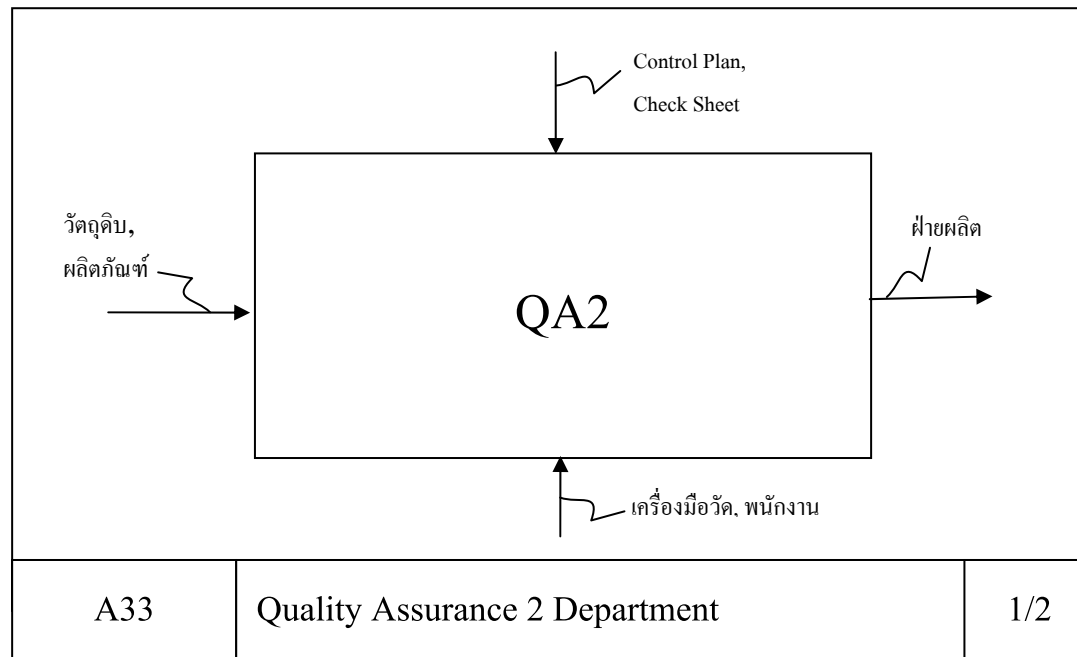 Control Plan,
Check Sheet
วัตถุดิบ,
ผลิตภัณฑ์
ฝ่ายผลิต
QA2
เครื่องมือวัด, พนักงาน
A33
Quality Assurance 2 Department
1/2